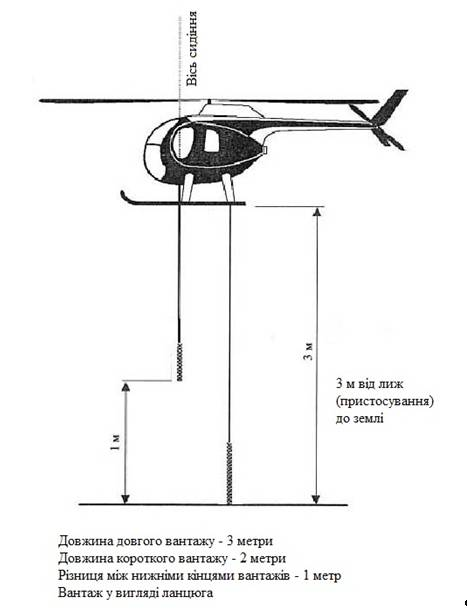 Вісь сидіння
3 м
1 м
3 м від лиж
(пристосування)
до землі
Довжина довгого вантажу - 3 метри
Довжина короткого вантажу - 2 метри
Різниця між нижніми кінцями вантажів - 1 метр
Вантаж у вигляді ланцюга